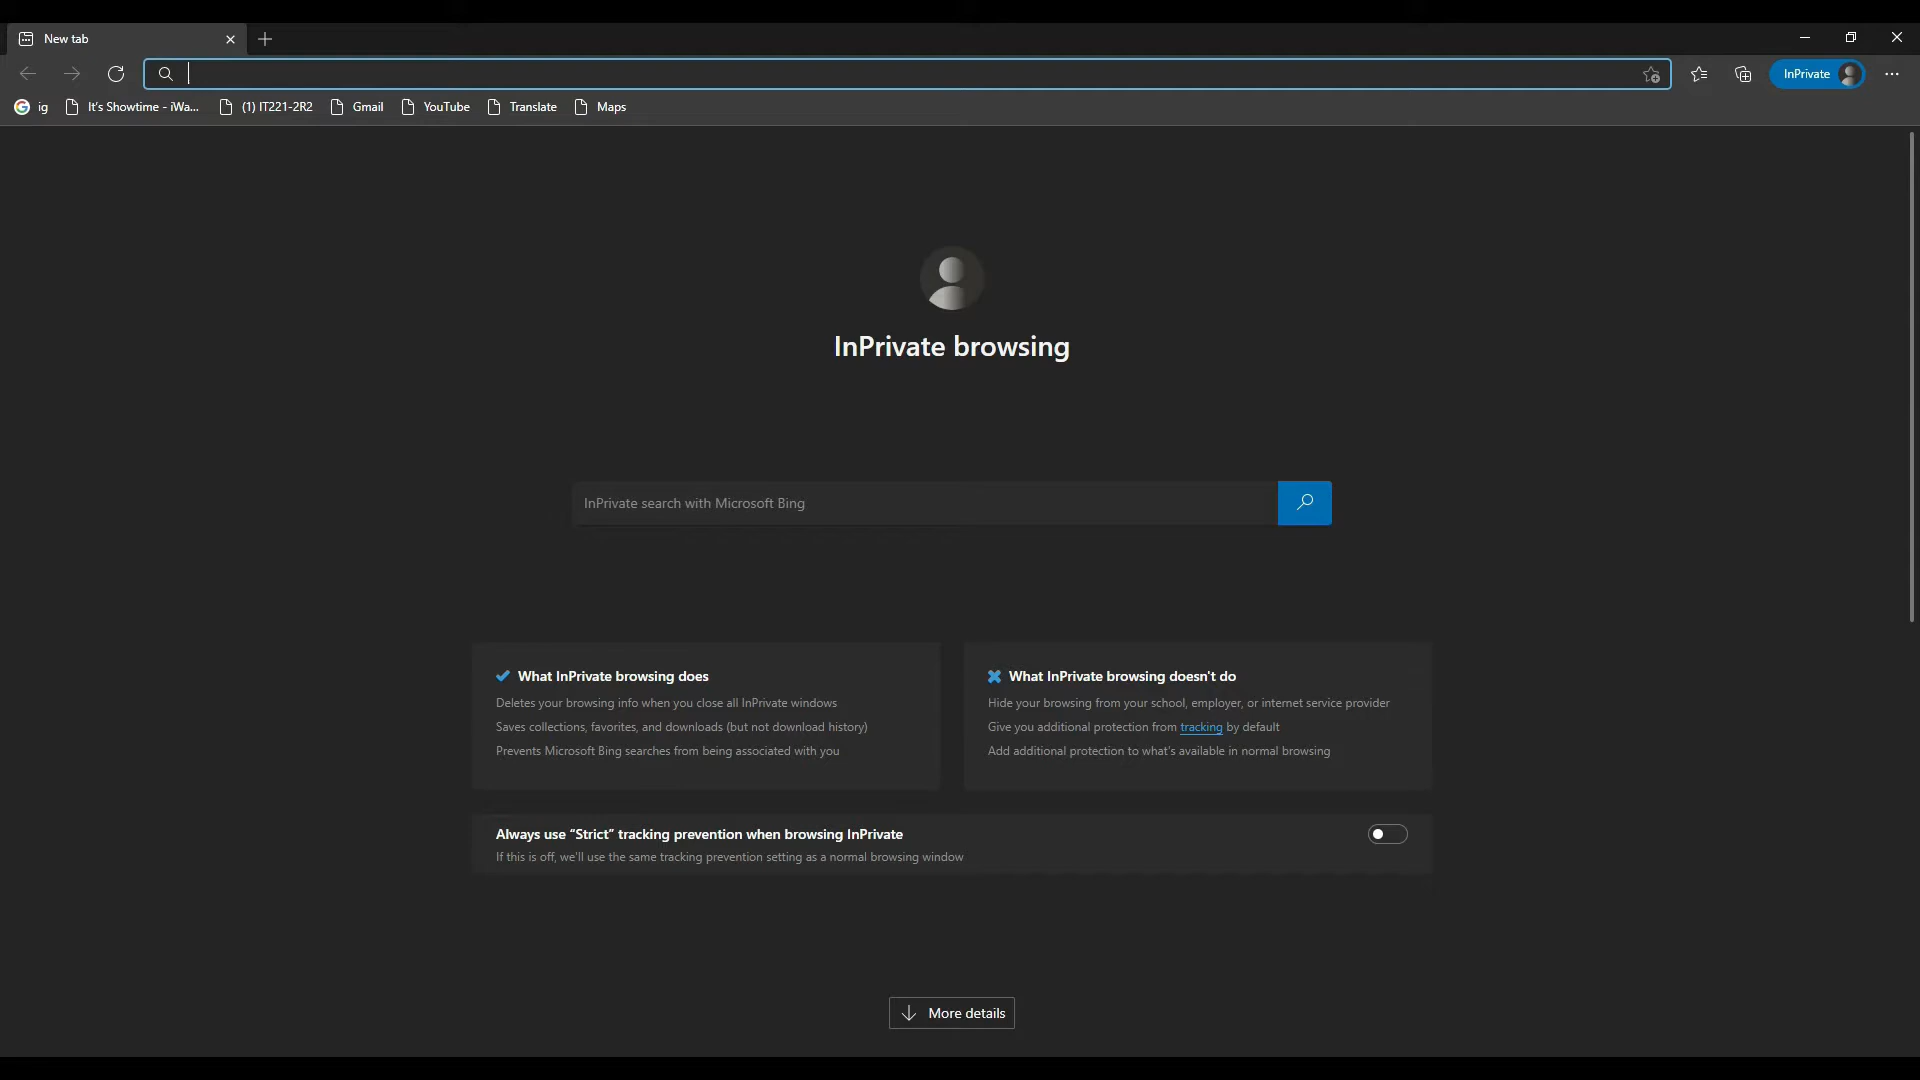 New tab
InPrivate
ig
It's Showtime - iWa...
(1) IT221-2R2
Gmail
YouTube
Translate
Maps
InPrivate browsing
InPrivate search with Microsoft Bing
What InPrivate browsing does
Deletes your browsing info when you close all InPrivate windows
Saves collections, favorites, and downloads (but not download history)
Prevents Microsoft Bing searches from being associated with you
What InPrivate browsing doesn't do
Hide your browsing from your school, employer, or internet service provider
Give you additional protection from tracking by default
Add additional protection to what's available in normal browsing
Always use “Strict” tracking prevention when browsing InPrivate
If this is off, we'll use the same tracking prevention setting as a normal browsing window
More details